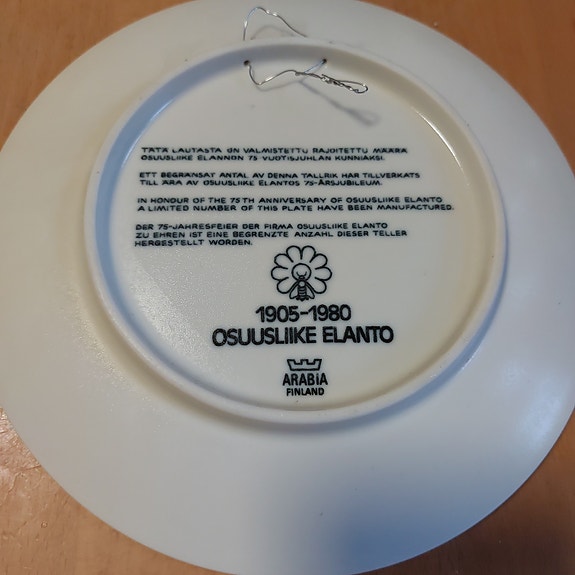 TÄTÄ LAUTASTA ON VALMISTETTU RAJOITETTU MÄÄRÄ
OSUUSLIIKE ELANNON 75-VUOTISJUHLAN KUNNIAKSI.
ETT BEGRÄNSAT ANTAL AV DENNA TALLRIK HAR TILLVERKATS
TILL ÄRA AV OSUUSLIIKE ELANTOS 75-ÅRSJUBILEUM.
IN HONOUR OF THE 75TH ANNIVERSARY OF OSUUSLIIKE ELANTO
A LIMITED NUMBER OF THIS PLATE HAVE BEEN MANUFACTURED.
DER 75-JAHRESFEIER DER FIRMA OSUUSLIIKE ELANTO
ZU EHREN IST EINE BEGRENZTE ANZAHL DIESER TELLER
HERGESTELLT WORDEN.
1905-1980
OSUUSLIIKE ELANTO
ARABIA
FINLAND